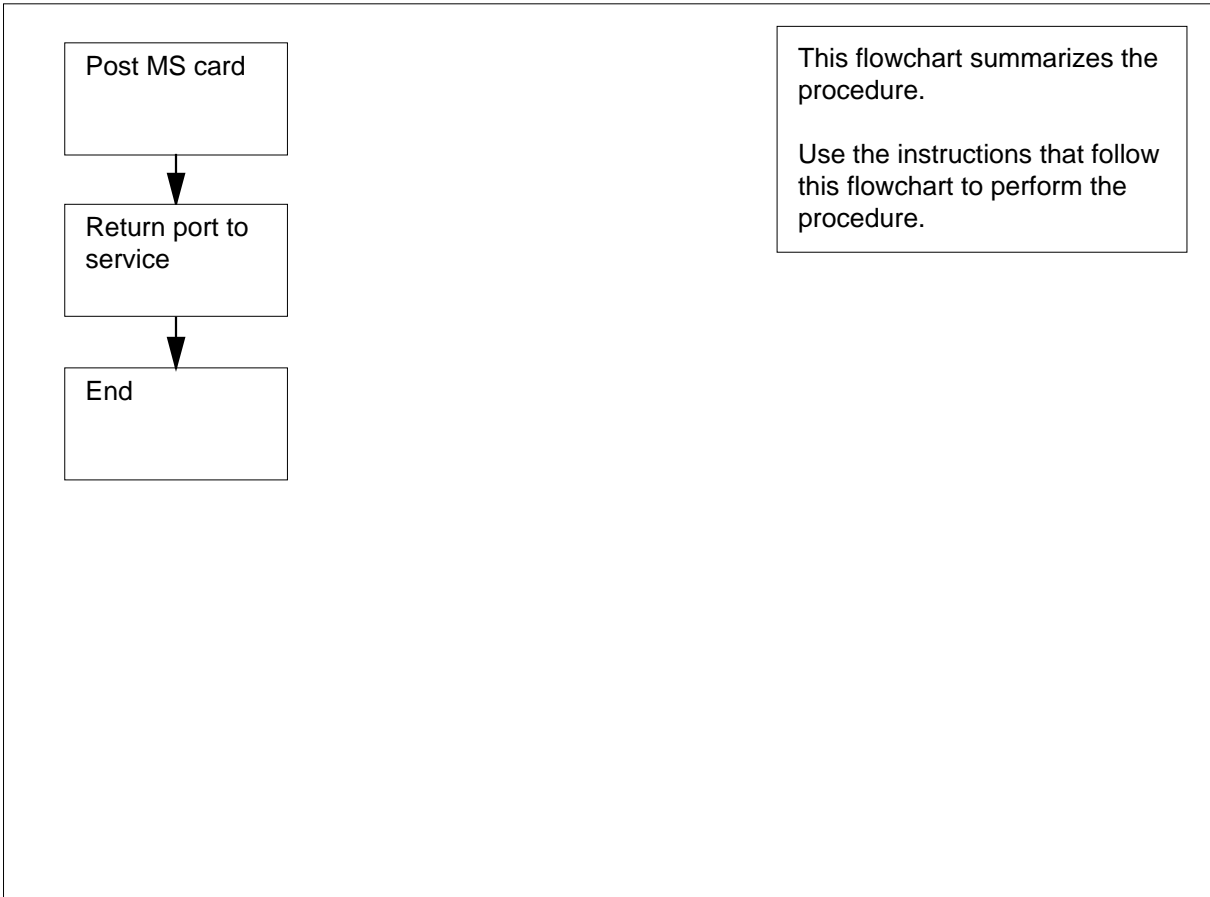 Post MS card
Return port to
service
End
This flowchart summarizes the
procedure.
Use the instructions that follow
this flowchart to perform the
procedure.